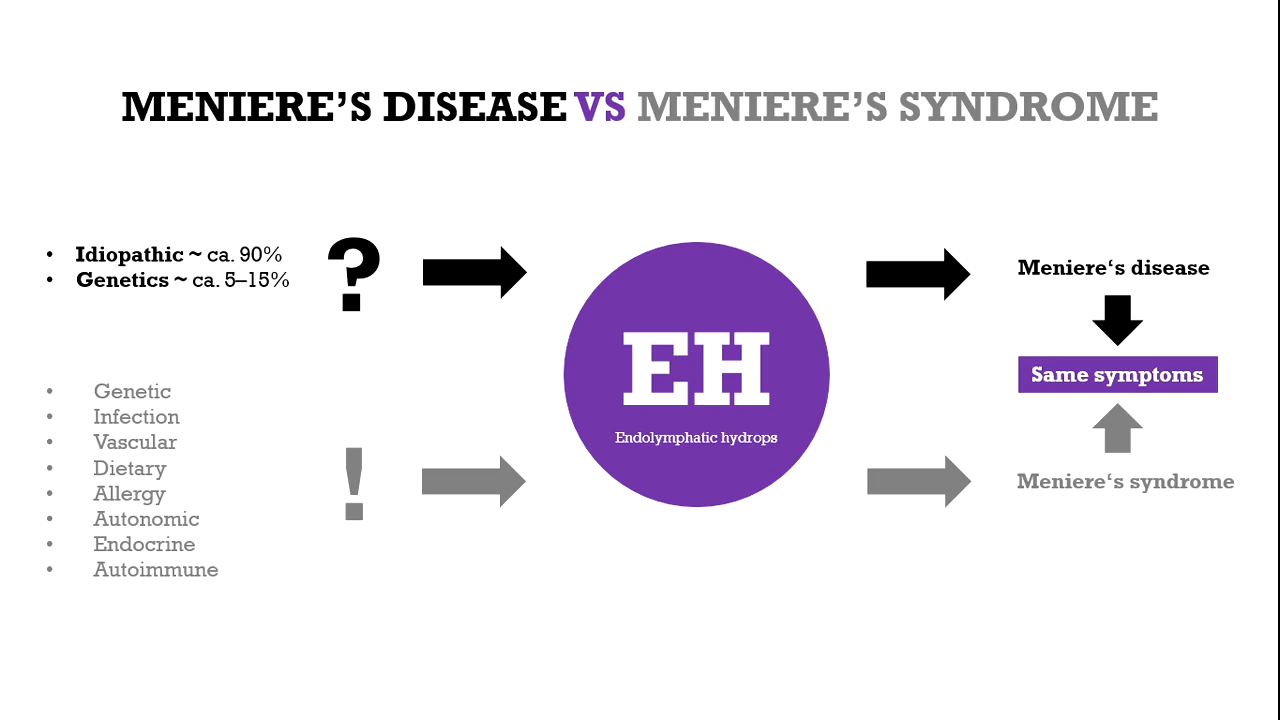 MENIERE’S DISEASE VS MENIERE’S SYNDROME
• Idiopathic ~ ca. 90%
• Genetics ~ ca. 5–15%
?
EH
Endolymphatic hydrops
Meniere‘s disease
Same symptoms
Meniere‘s syndrome
• Genetic
• Infection
• Vascular
• Dietary
• Allergy
• Autonomic
• Endocrine
• Autoimmune
!